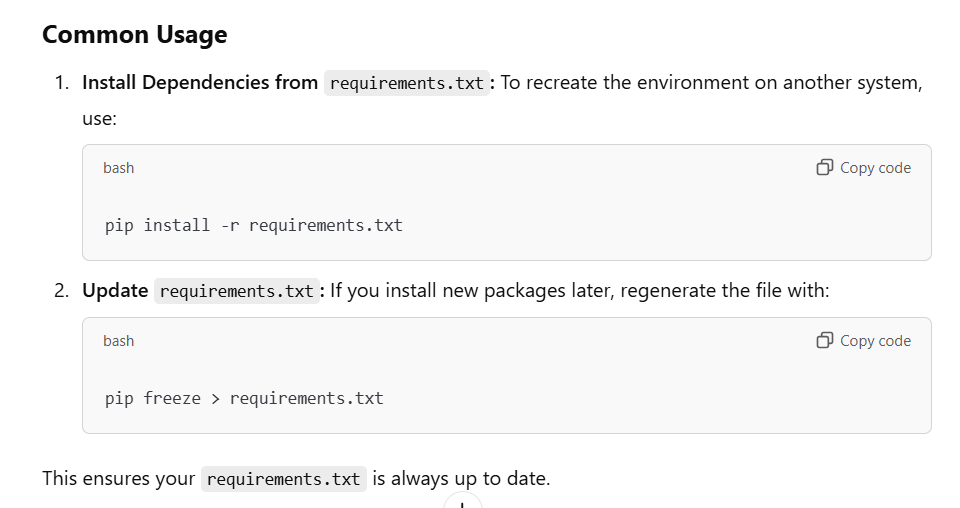 Common Usage
1. Install Dependencies from requirements.txt: To recreate the environment on another system,
use:
bash
Copy code
pip install -r requirements.txt
2. Update requirements.txt: If you install new packages later, regenerate the file with:
bash
Copy code
pip freeze > requirements.txt
This ensures your requirements.txt is always up to date.